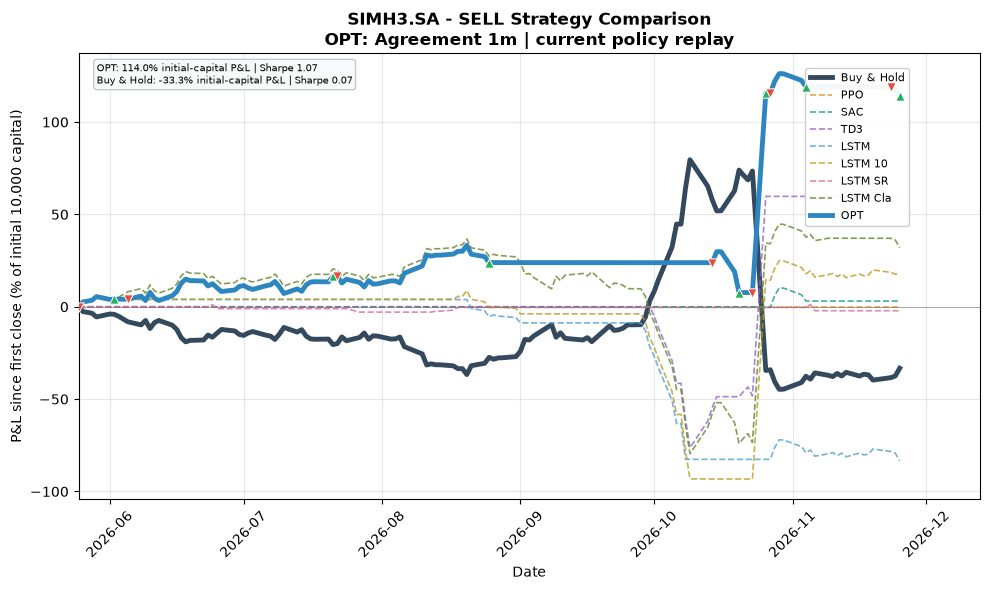 SIMH3.SA - SELL Strategy Comparison
OPT: Agreement 1m | current policy replay
OPT: 114.0% initial-capital P&L | Sharpe 1.07
Buy & Hold: -33.3% initial-capital P&L | Sharpe 0.07
Buy & Hold
PPO
SAC
TD3
LSTM
LSTM 10
LSTM SR
LSTM Cla
OPT
P&L since first close (% of initial 10,000 capital)
100
50
0
−50
−100
2026-06
2026-07
2026-08
2026-09
2026-10
2026-11
2026-12
Date